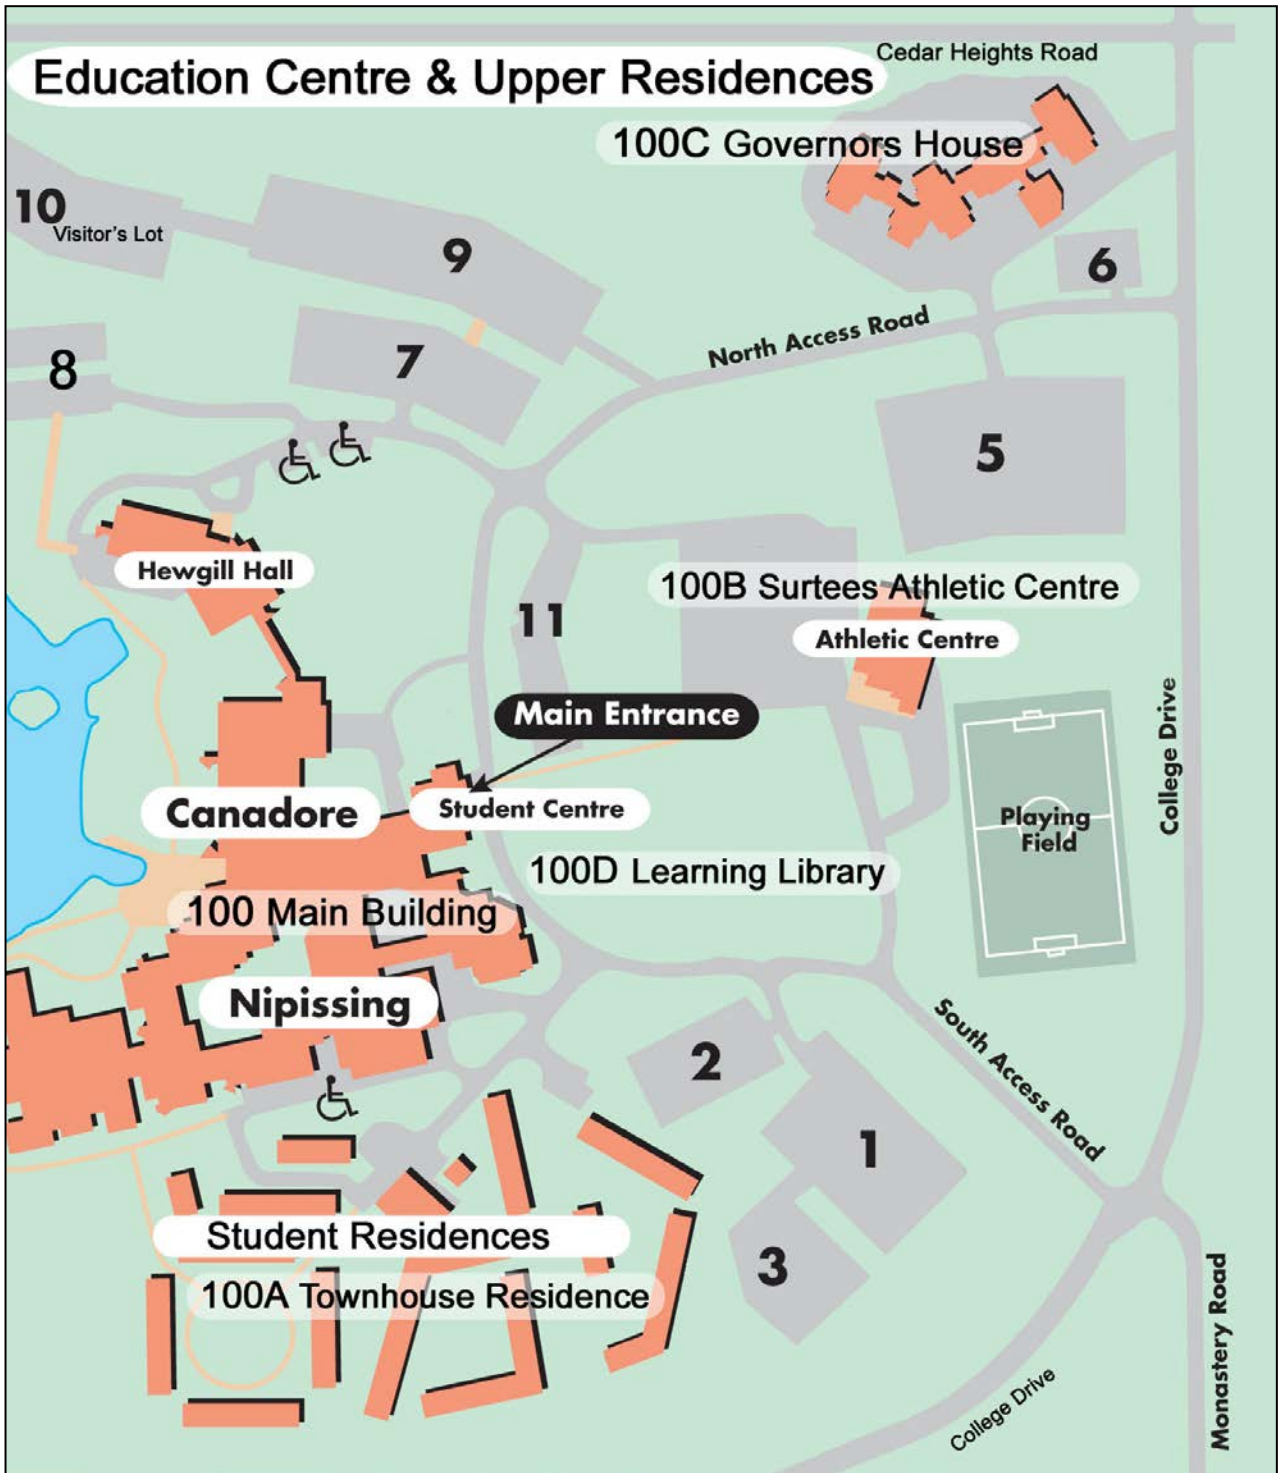 Cedar Heights Road
Education Centre & Upper Residences
100C Governors House
10
Visitor's Lot
9
6
North Access Road
7
8
5
Hewgill Hall
100B Surtees Athletic Centre
11
Athletic Centre
Main Entrance
College Drive
Canadore
Student Centre
Playing
Field
100D Learning Library
100 Main Building
Nipissing
South Access Road
2
1
Student Residences
3
100A Townhouse Residence
Monastery Road
College Drive